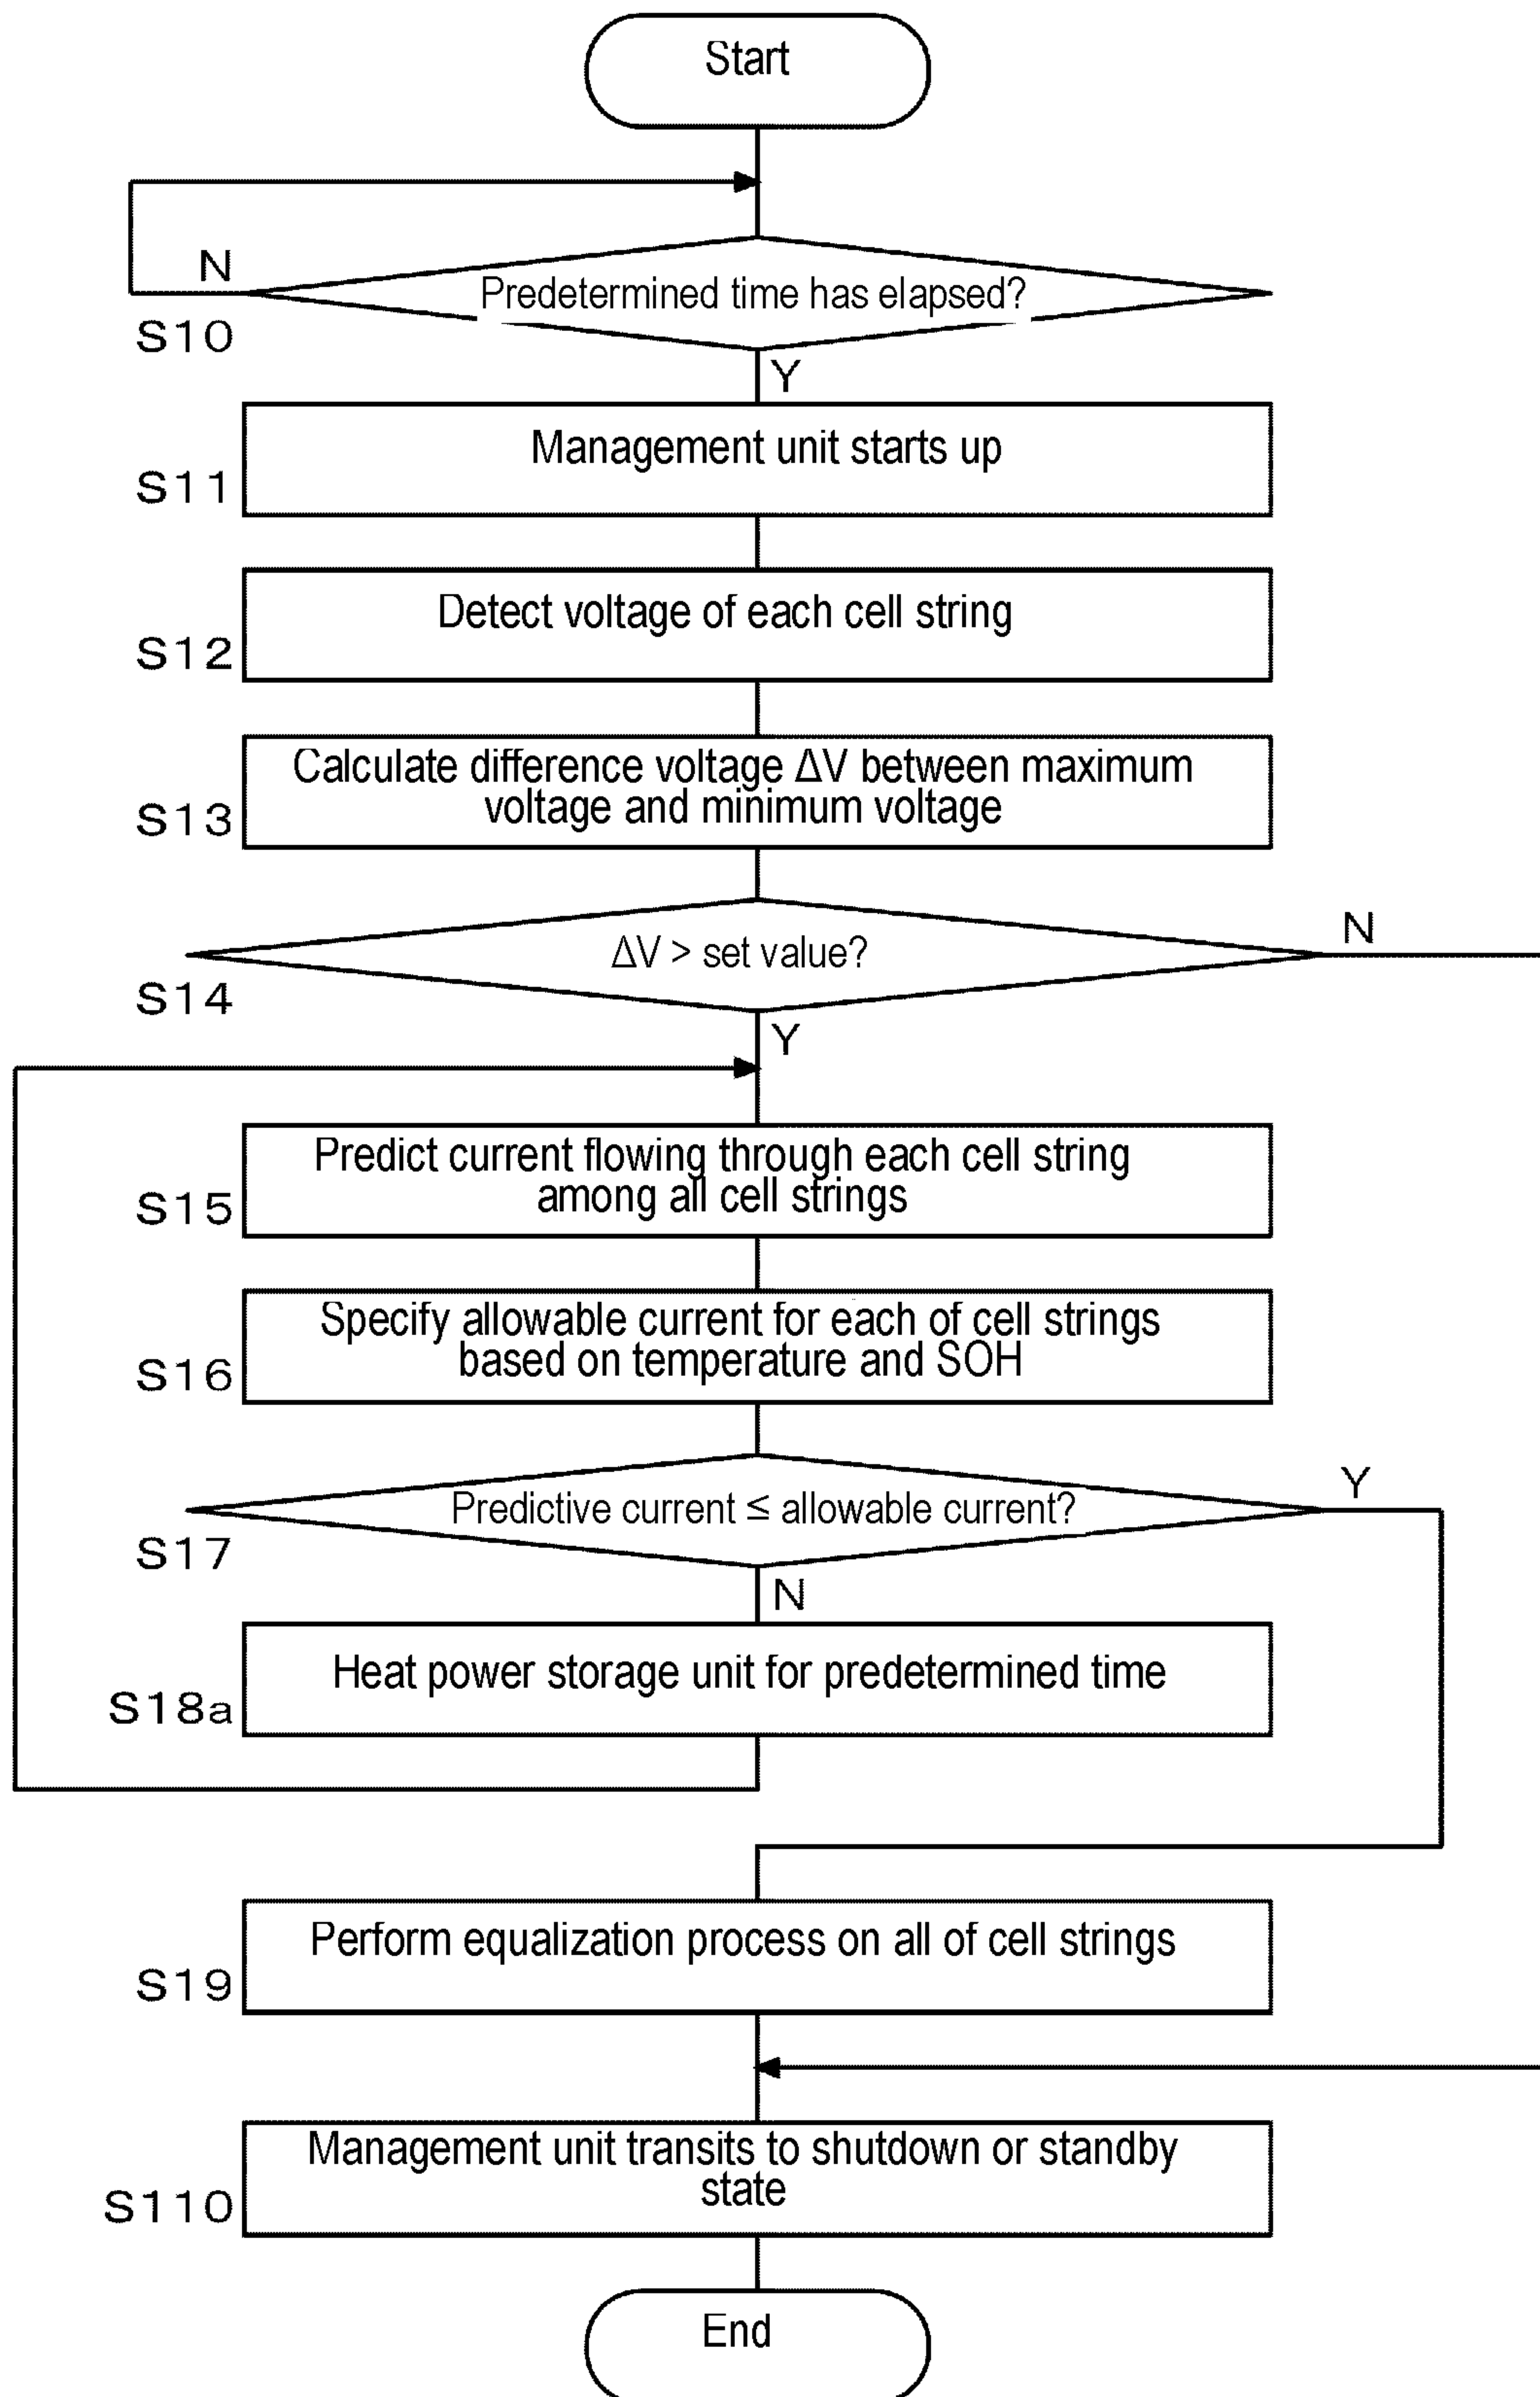 Start
N
Predetermined time has elapsed?
S10
Y
Management unit starts up
S11
Detect voltage of each cell string
S12
Calculate difference voltage ΔV between maximum
voltage and minimum voltage
S13
N
ΔV > set value?
S14
Y
Predict current flowing through each cell string
among all cell strings
S15
Specify allowable current for each of cell strings
based on temperature and SOH
S16
Y
Predictive current ≤ allowable current?
S17
N
Heat power storage unit for predetermined time
S18a
Perform equalization process on all of cell strings
S19
Management unit transits to shutdown or standby
state
S110
End